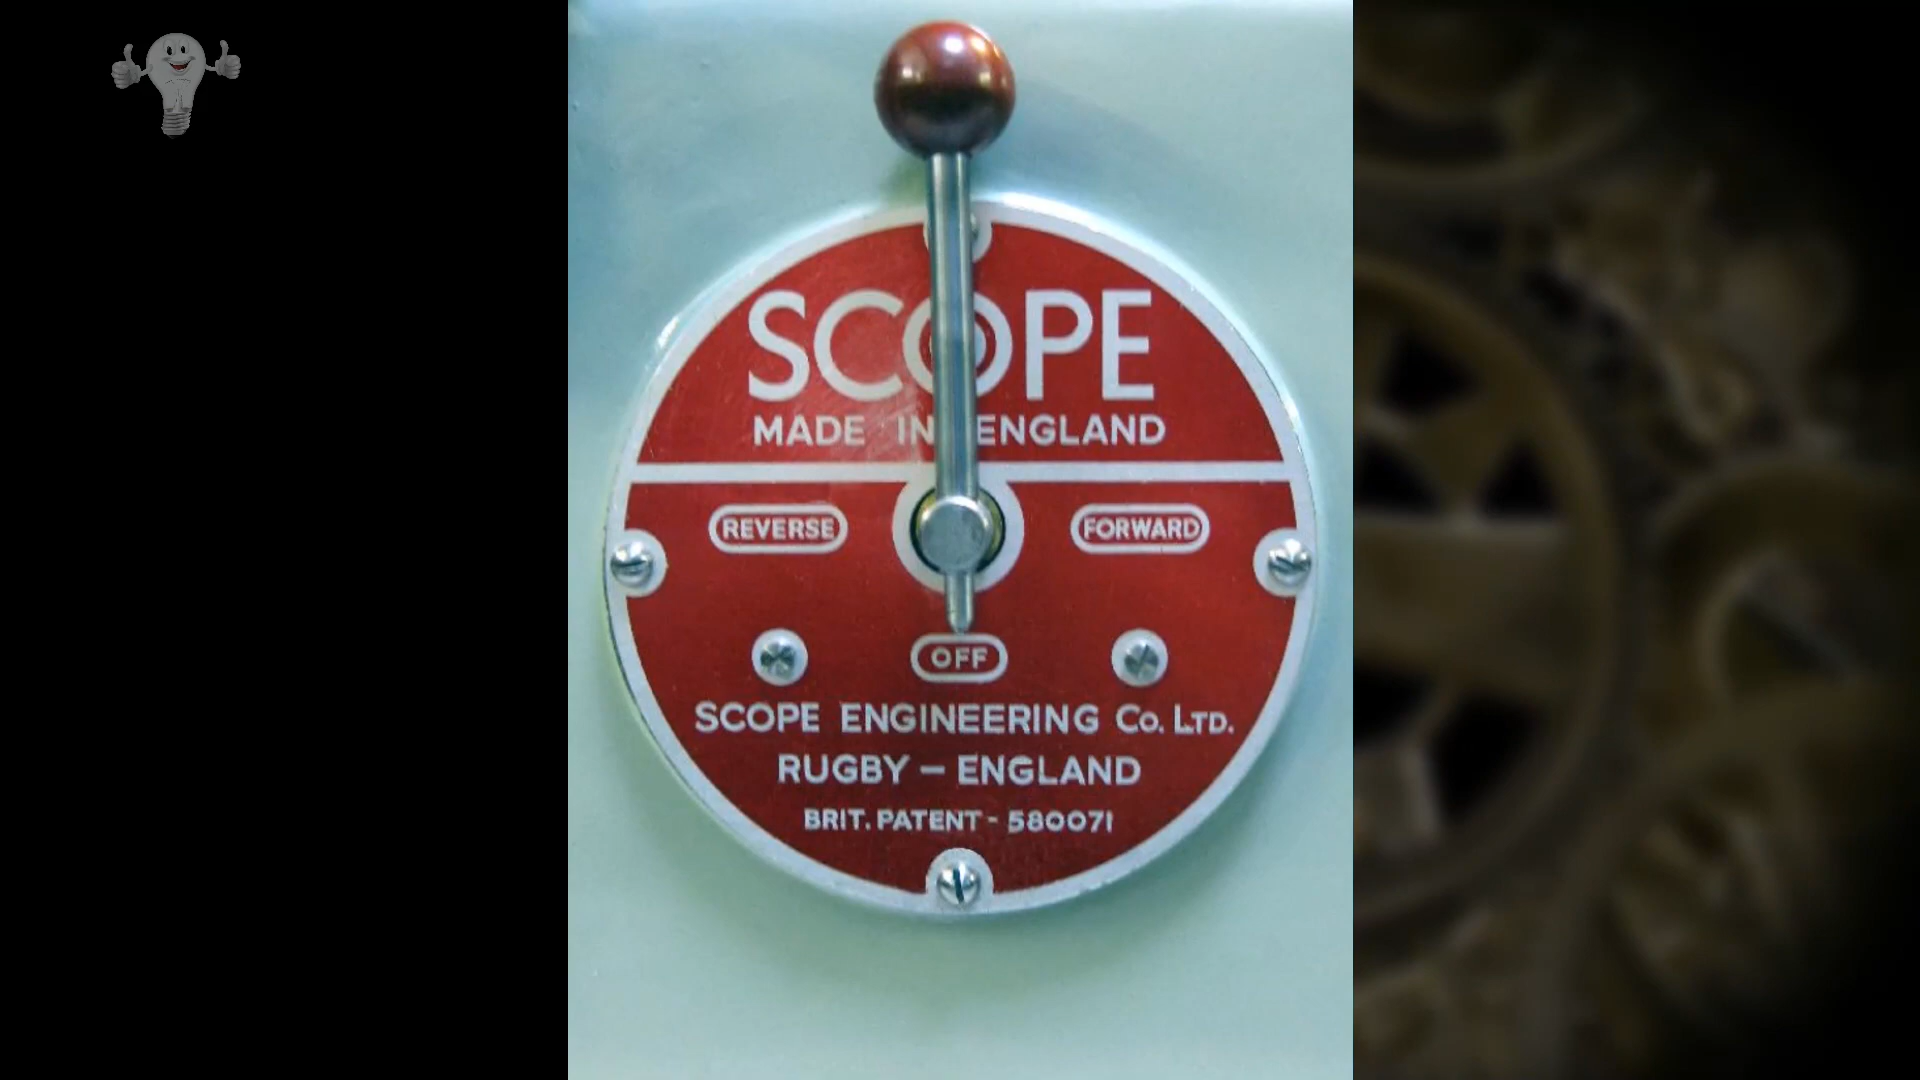 SCOPE
MADE IN ENGLAND
REVERSE FORWARD
OFF
SCOPE ENGINEERING Co. LTD.
RUGBY – ENGLAND
BRIT. PATENT - 580071